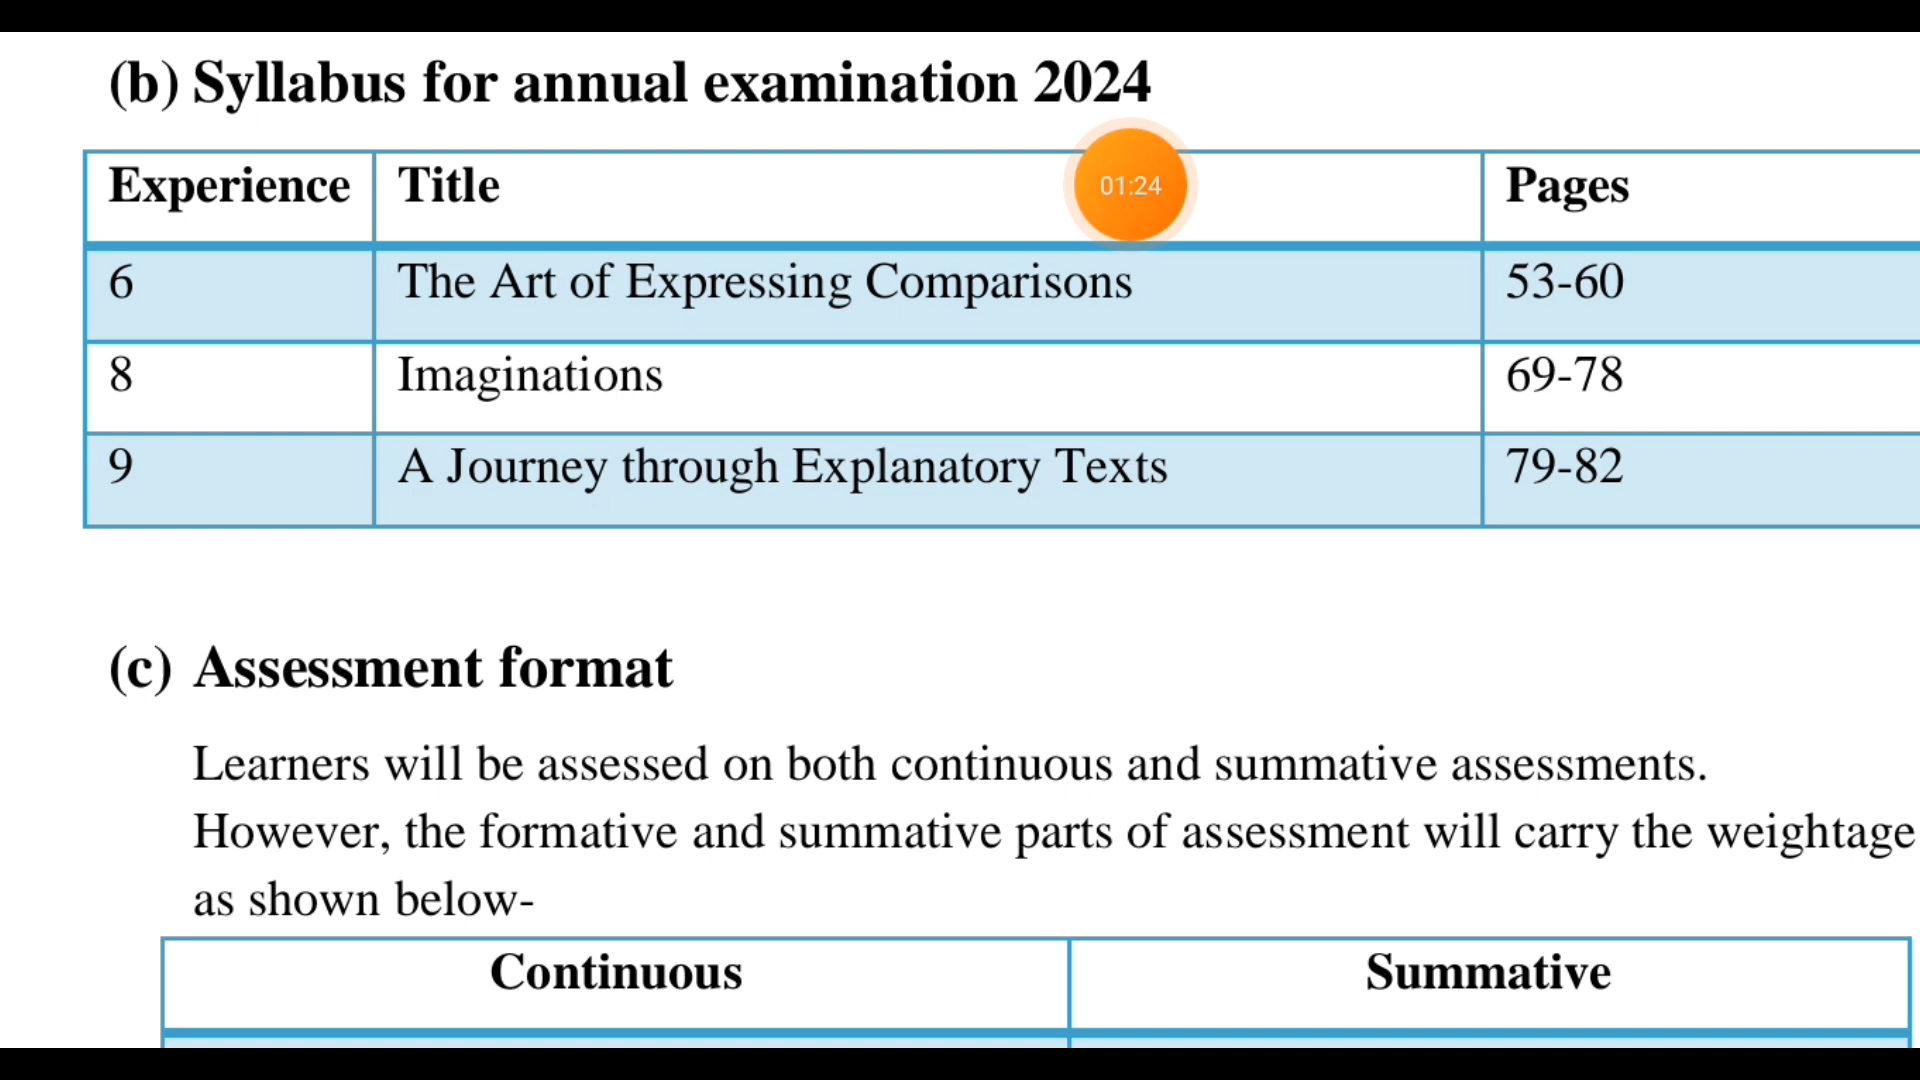 (b) Syllabus for annual examination 2024
Experience Title Pages
01:24
6 The Art of Expressing Comparisons 53-60
8 Imaginations 69-78
9 A Journey through Explanatory Texts 79-82
(c) Assessment format
Learners will be assessed on both continuous and summative assessments.
However, the formative and summative parts of assessment will carry the weightage
as shown below-
Continuous Summative